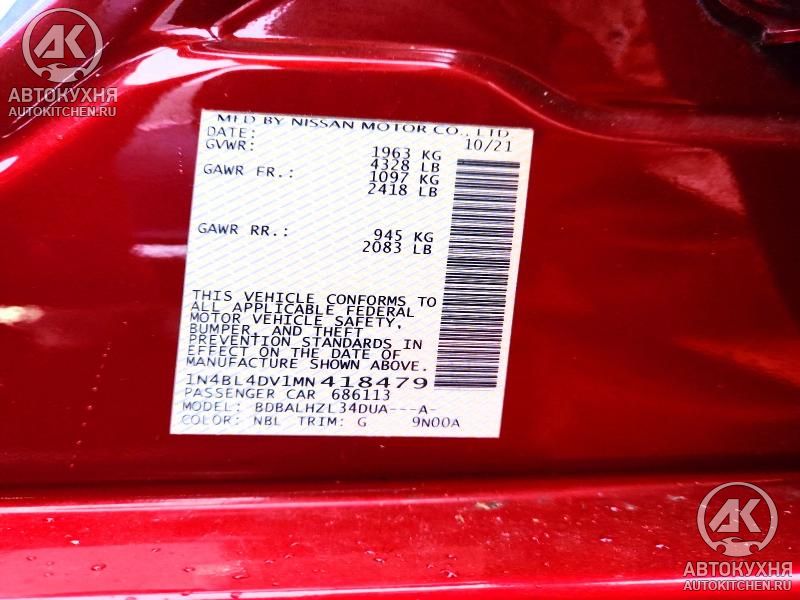 АК
АВТОКУХНЯ
AUTOKITCHEN.RU
MFD BY NISSAN MOTOR CO., LTD
DATE: 10/21
GVWR: 1963 KG
4328 LB
GAWR FR.: 1097 KG
2418 LB
GAWR RR.: 945 KG
2083 LB
THIS VEHICLE CONFORMS TO
ALL APPLICABLE FEDERAL
MOTOR VEHICLE SAFETY,
BUMPER, AND THEFT
PREVENTION STANDARDS IN
EFFECT ON THE DATE OF
MANUFACTURE SHOWN ABOVE.
1N4BL4DV1MN418479
PASSENGER CAR 686113
MODEL: BDBALHZL34DUA---A-
COLOR: NBL TRIM: G 9N00A
АК
АВТОКУХНЯ
AUTOKITCHEN.RU